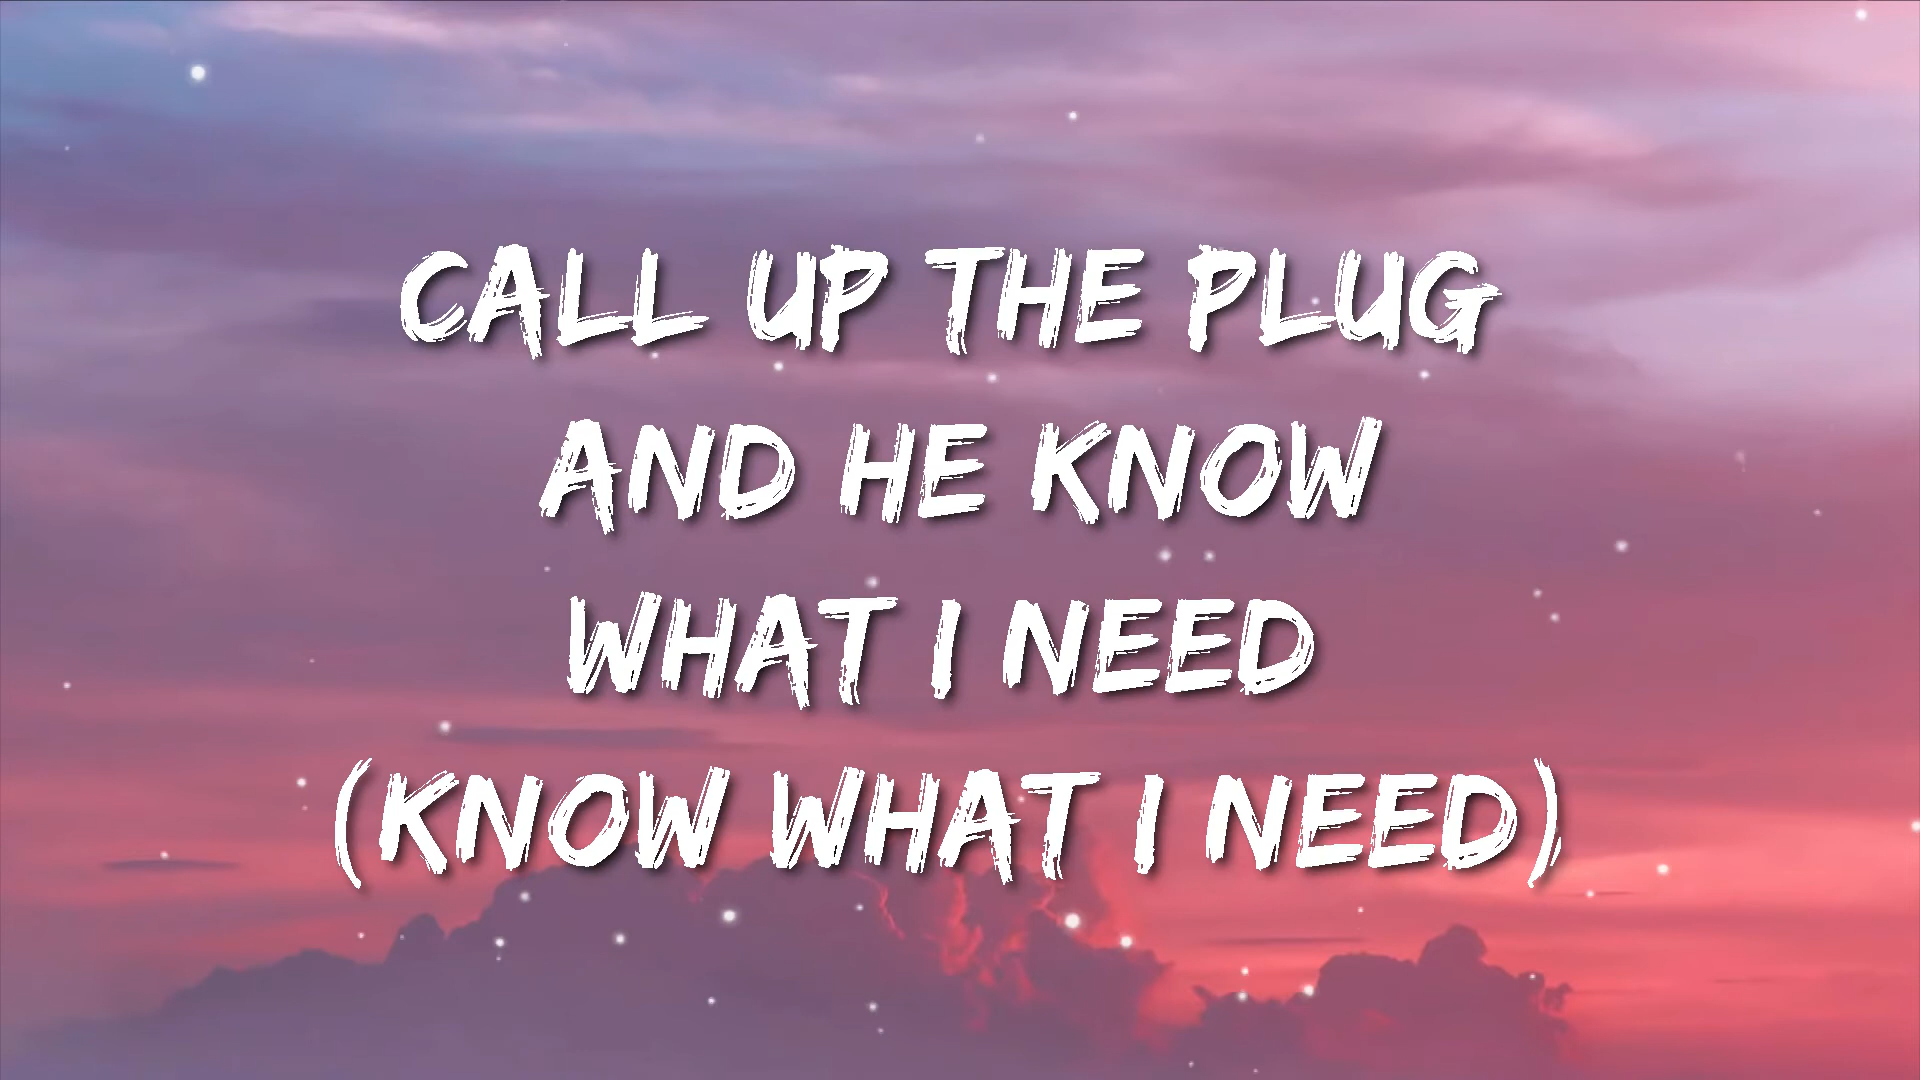 CALL UP THE PLUG
AND HE KNOW
WHAT I NEED
(KNOW WHAT I NEED)